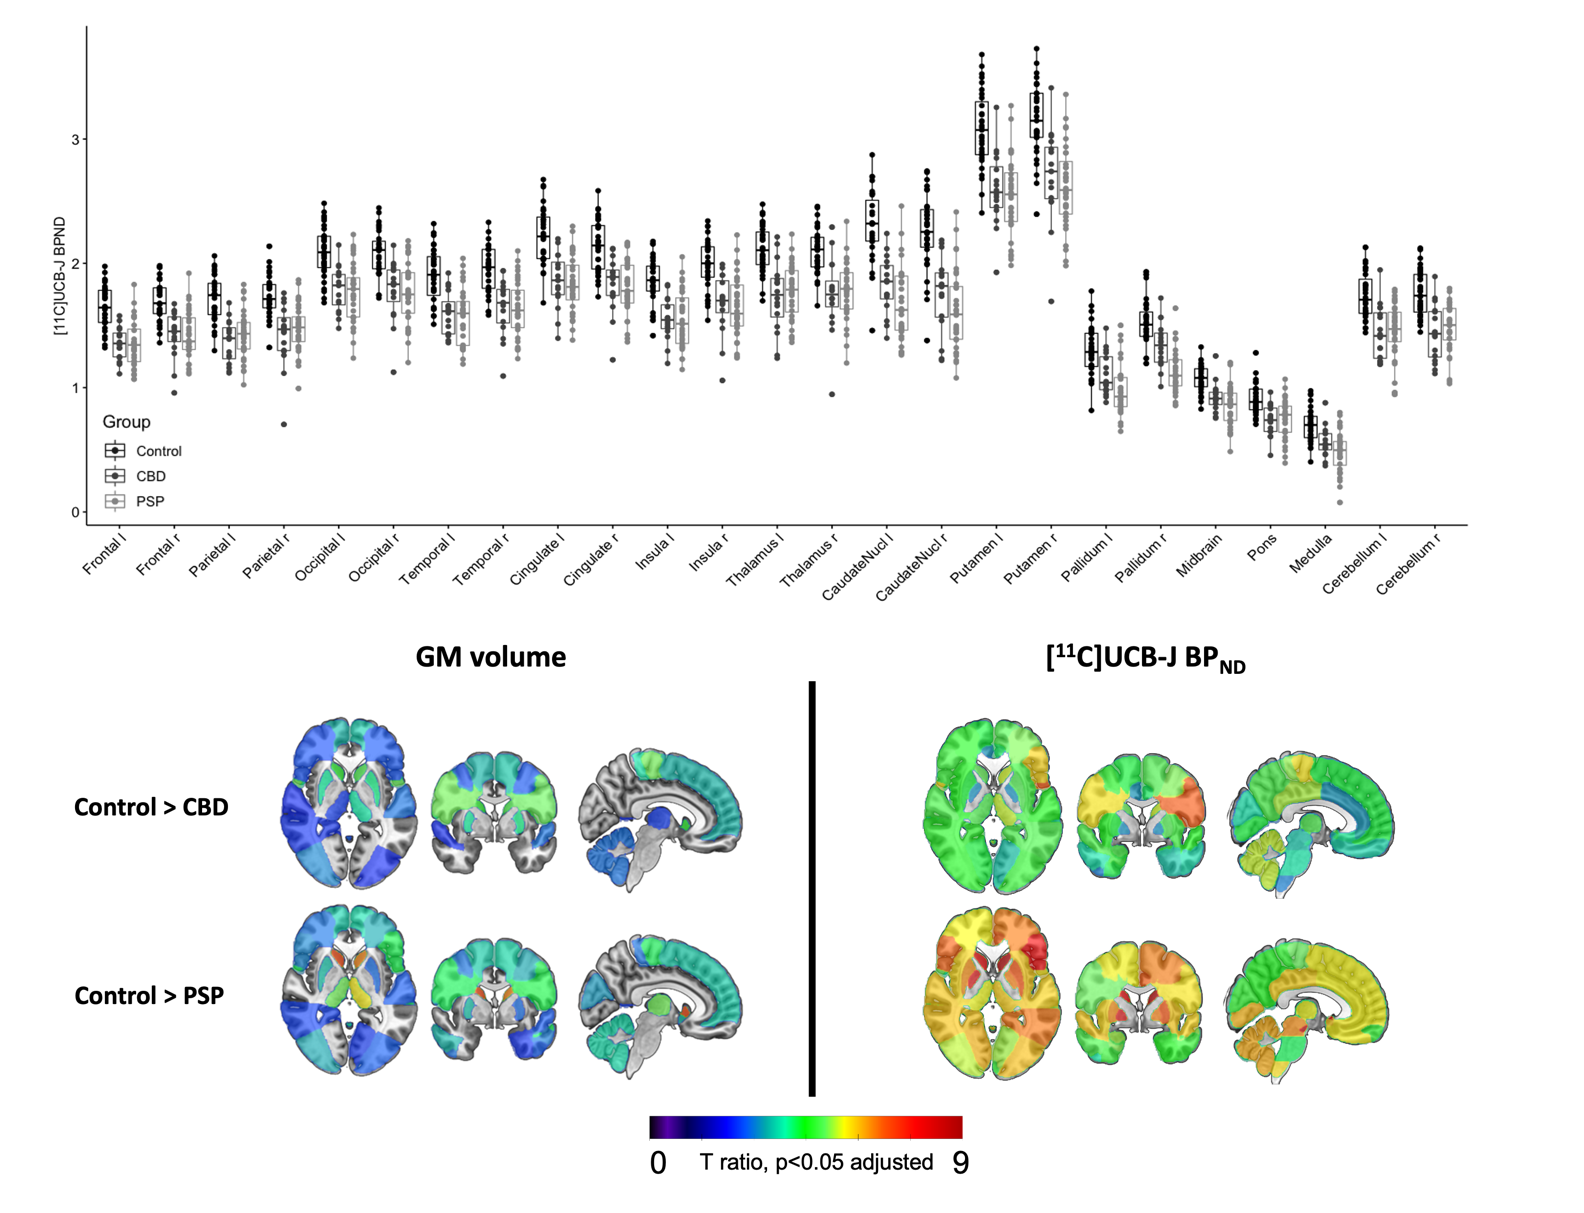 [11C]UCB-J BPND
3
2
1
0
Group
Control
CBD
PSP
Frontal l
Frontal r
Parietal l
Parietal r
Occipital l
Occipital r
Temporal l
Temporal r
Cingulate l
Cingulate r
Insula l
Insula r
Thalamus l
Thalamus r
CaudateNucl l
CaudateNucl r
Putamen l
Putamen r
Pallidum l
Pallidum r
Midbrain
Pons
Medulla
Cerebellum l
Cerebellum r
GM volume
[11C]UCB-J BPND
Control > CBD
Control > PSP
0 T ratio, p<0.05 adjusted 9